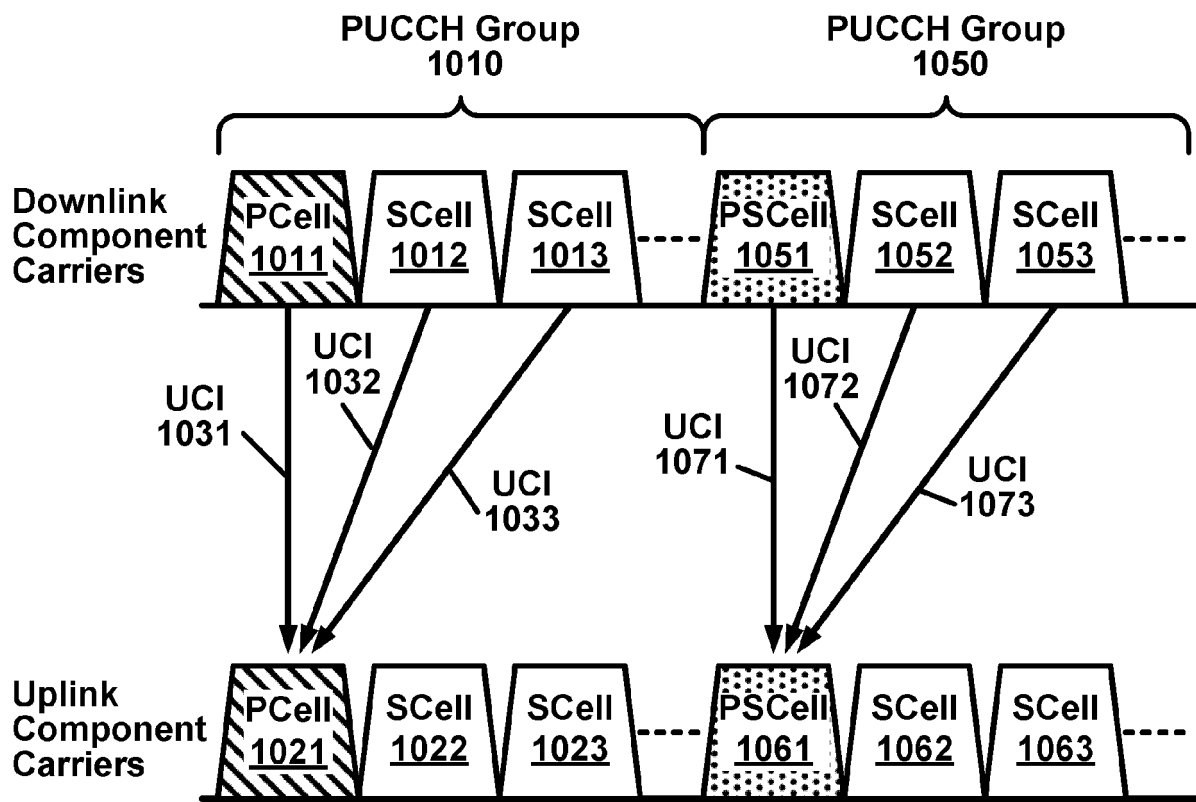 PUCCH Group
1010
PUCCH Group
1050
Downlink
Component
Carriers
PCell
1011
SCell
1012
SCell
1013
PSCell
1051
SCell
1052
SCell
1053
UCI
1031
UCI
1032
UCI
1033
UCI
1071
UCI
1072
UCI
1073
Uplink
Component
Carriers
PCell
1021
SCell
1022
SCell
1023
PSCell
1061
SCell
1062
SCell
1063